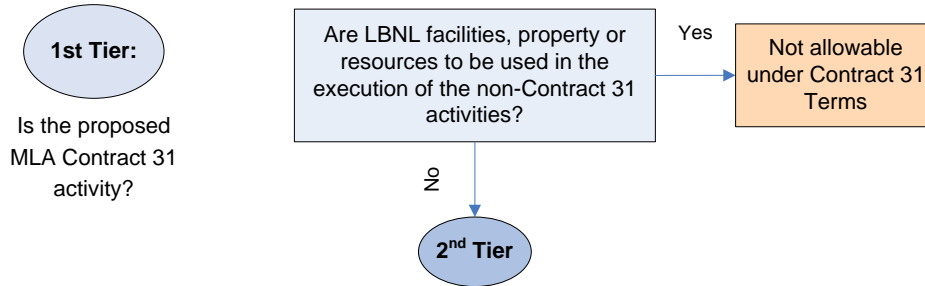 1st Tier:
Is the proposed
MLA Contract 31
activity?
Are LBNL facilities, property or
resources to be used in the
execution of the non-Contract 31
activities?
Yes
Not allowable
under Contract 31
Terms
No
2nd Tier